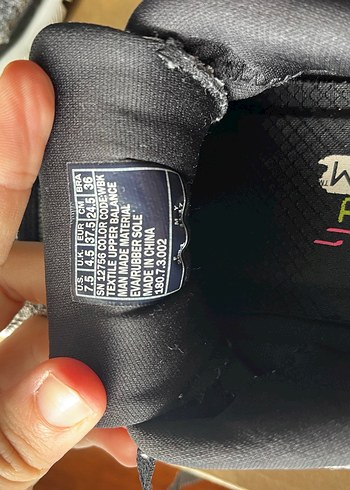 U.S. U.K. EUR CM BRA
7.5 4.5 37.5 24.5 36
SN 12756 COLOR CODE WBK
TEXTILE UPPER BALANCE
MAN MADE MATERIAL
EVA/RUBBER SOLE
MADE IN CHINA
180.7.3.002